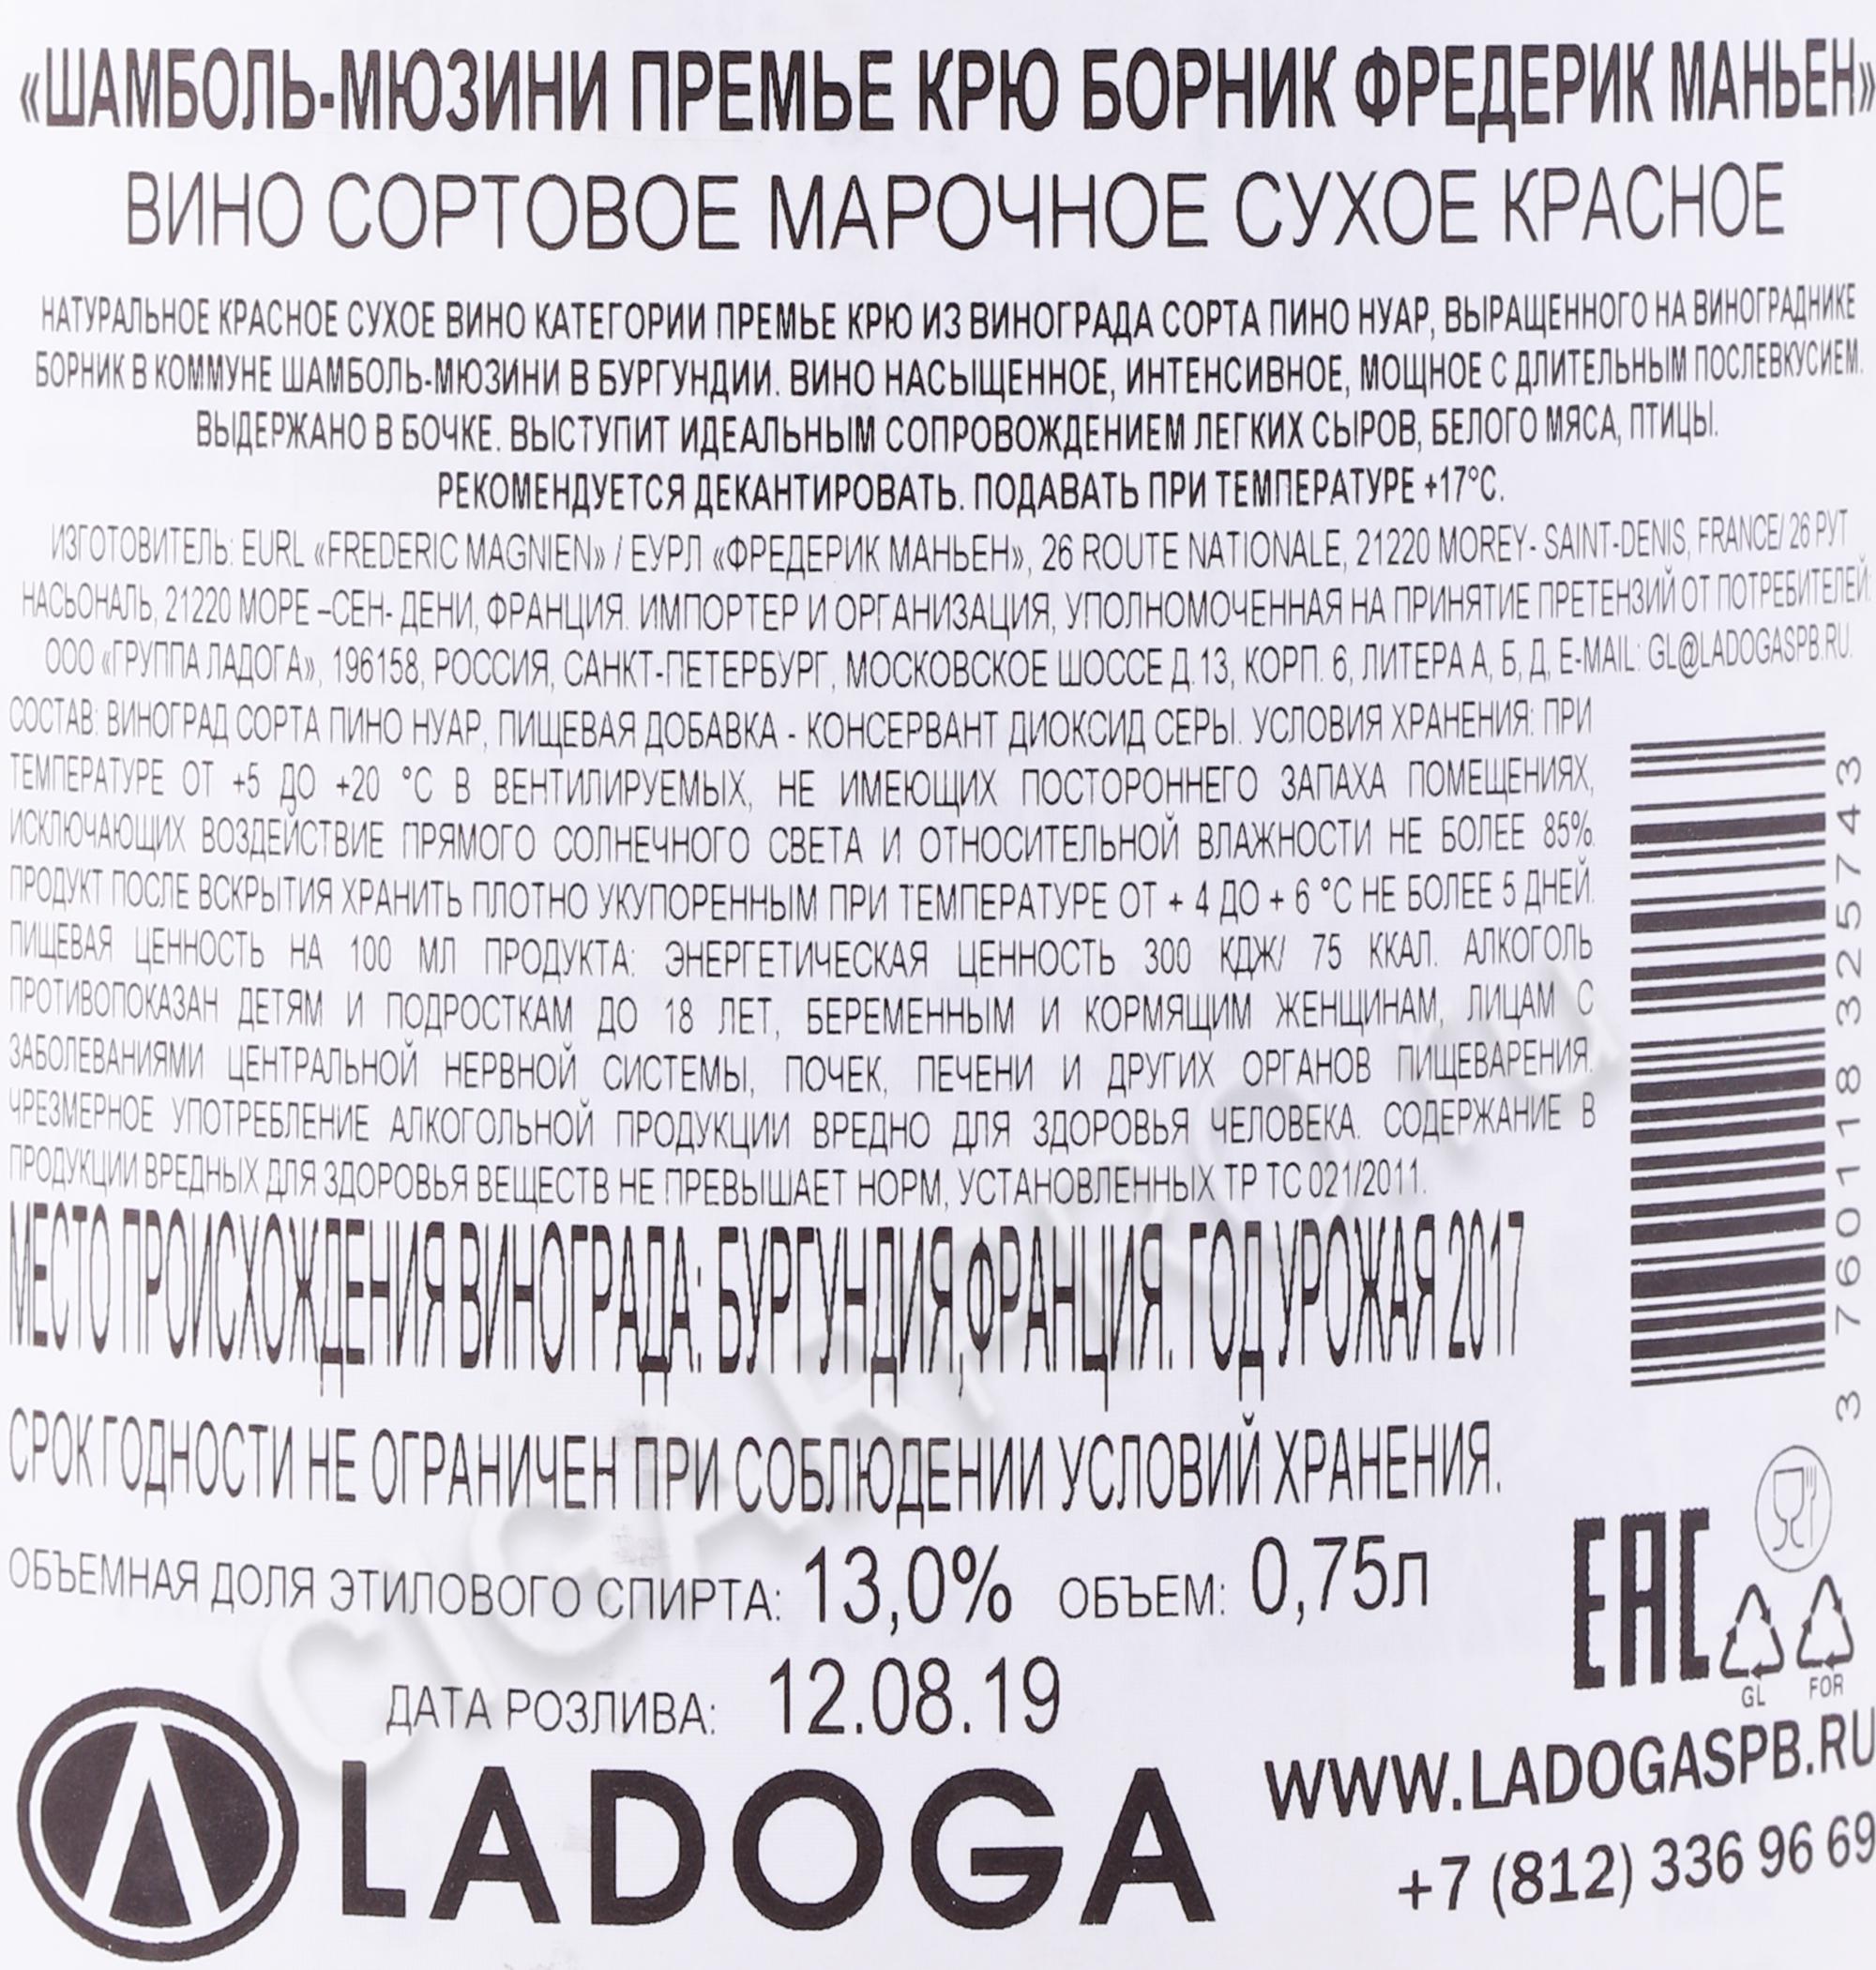 «ШАМБОЛЬ-МЮЗИНИ ПРЕМЬЕ КРЮ БОРНИК ФРЕДЕРИК МАНЬЕН»
ВИНО СОРТОВОЕ МАРОЧНОЕ СУХОЕ КРАСНОЕ
НАТУРАЛЬНОЕ КРАСНОЕ СУХОЕ ВИНО КАТЕГОРИИ ПРЕМЬЕ КРЮ ИЗ ВИНОГРАДА СОРТА ПИНО НУАР, ВЫРАЩЕННОГО НА ВИНОГРАДНИКЕ
БОРНИК В КОММУНЕ ШАМБОЛЬ-МЮЗИНИ В БУРГУНДИИ. ВИНО НАСЫЩЕННОЕ, ИНТЕНСИВНОЕ, МОЩНОЕ С ДЛИТЕЛЬНЫМ ПОСЛЕВКУСИЕМ.
ВЫДЕРЖАНО В БОЧКЕ. ВЫСТУПИТ ИДЕАЛЬНЫМ СОПРОВОЖДЕНИЕМ ЛЕГКИХ СЫРОВ, БЕЛОГО МЯСА, ПТИЦЫ.
РЕКОМЕНДУЕТСЯ ДЕКАНТИРОВАТЬ. ПОДАВАТЬ ПРИ ТЕМПЕРАТУРЕ +17°С.
ИЗГОТОВИТЕЛЬ: EURL «FREDERIC MAGNIEN» / ЕУРЛ «ФРЕДЕРИК МАНЬЕН», 26 ROUTE NATIONALE, 21220 MOREY- SAINT-DENIS, FRANCE/ 26 РУТ
НАСЬОНАЛЬ, 21220 МОРЕ –СЕН- ДЕНИ, ФРАНЦИЯ. ИМПОРТЕР И ОРГАНИЗАЦИЯ, УПОЛНОМОЧЕННАЯ НА ПРИНЯТИЕ ПРЕТЕНЗИЙ ОТ ПОТРЕБИТЕЛЕЙ:
ООО «ГРУППА ЛАДОГА», 196158, РОССИЯ, САНКТ-ПЕТЕРБУРГ, МОСКОВСКОЕ ШОССЕ Д.13, КОРП. 6, ЛИТЕРА А, Б, Д, E-MAIL: GL@LADOGASPB.RU.
СОСТАВ: ВИНОГРАД СОРТА ПИНО НУАР, ПИЩЕВАЯ ДОБАВКА - КОНСЕРВАНТ ДИОКСИД СЕРЫ. УСЛОВИЯ ХРАНЕНИЯ: ПРИ
ТЕМПЕРАТУРЕ ОТ +5 ДО +20 °С В ВЕНТИЛИРУЕМЫХ, НЕ ИМЕЮЩИХ ПОСТОРОННЕГО ЗАПАХА ПОМЕЩЕНИЯХ,
ИСКЛЮЧАЮЩИХ ВОЗДЕЙСТВИЕ ПРЯМОГО СОЛНЕЧНОГО СВЕТА И ОТНОСИТЕЛЬНОЙ ВЛАЖНОСТИ НЕ БОЛЕЕ 85%.
ПРОДУКТ ПОСЛЕ ВСКРЫТИЯ ХРАНИТЬ ПЛОТНО УКУПОРЕННЫМ ПРИ ТЕМПЕРАТУРЕ ОТ + 4 ДО + 6 °С НЕ БОЛЕЕ 5 ДНЕЙ.
ПИЩЕВАЯ ЦЕННОСТЬ НА 100 МЛ ПРОДУКТА: ЭНЕРГЕТИЧЕСКАЯ ЦЕННОСТЬ 300 КДЖ/ 75 ККАЛ. АЛКОГОЛЬ
ПРОТИВОПОКАЗАН ДЕТЯМ И ПОДРОСТКАМ ДО 18 ЛЕТ, БЕРЕМЕННЫМ И КОРМЯЩИМ ЖЕНЩИНАМ, ЛИЦАМ С
ЗАБОЛЕВАНИЯМИ ЦЕНТРАЛЬНОЙ НЕРВНОЙ СИСТЕМЫ, ПОЧЕК, ПЕЧЕНИ И ДРУГИХ ОРГАНОВ ПИЩЕВАРЕНИЯ.
ЧРЕЗМЕРНОЕ УПОТРЕБЛЕНИЕ АЛКОГОЛЬНОЙ ПРОДУКЦИИ ВРЕДНО ДЛЯ ЗДОРОВЬЯ ЧЕЛОВЕКА. СОДЕРЖАНИЕ В
ПРОДУКЦИИ ВРЕДНЫХ ДЛЯ ЗДОРОВЬЯ ВЕЩЕСТВ НЕ ПРЕВЫШАЕТ НОРМ, УСТАНОВЛЕННЫХ ТР ТС 021/2011.
МЕСТО ПРОИСХОЖДЕНИЯ ВИНОГРАДА: БУРГУНДИЯ,ФРАНЦИЯ. ГОД УРОЖАЯ 2017
СРОК ГОДНОСТИ НЕ ОГРАНИЧЕН ПРИ СОБЛЮДЕНИИ УСЛОВИЙ ХРАНЕНИЯ.
ОБЪЕМНАЯ ДОЛЯ ЭТИЛОВОГО СПИРТА: 13,0% ОБЪЕМ: 0,75л
ДАТА РОЗЛИВА: 12.08.19
LADOGA
3 760118 325743
EAC
GL FOR
WWW.LADOGASPB.RU
+7 (812) 336 96 69
CIGARPRO.ru